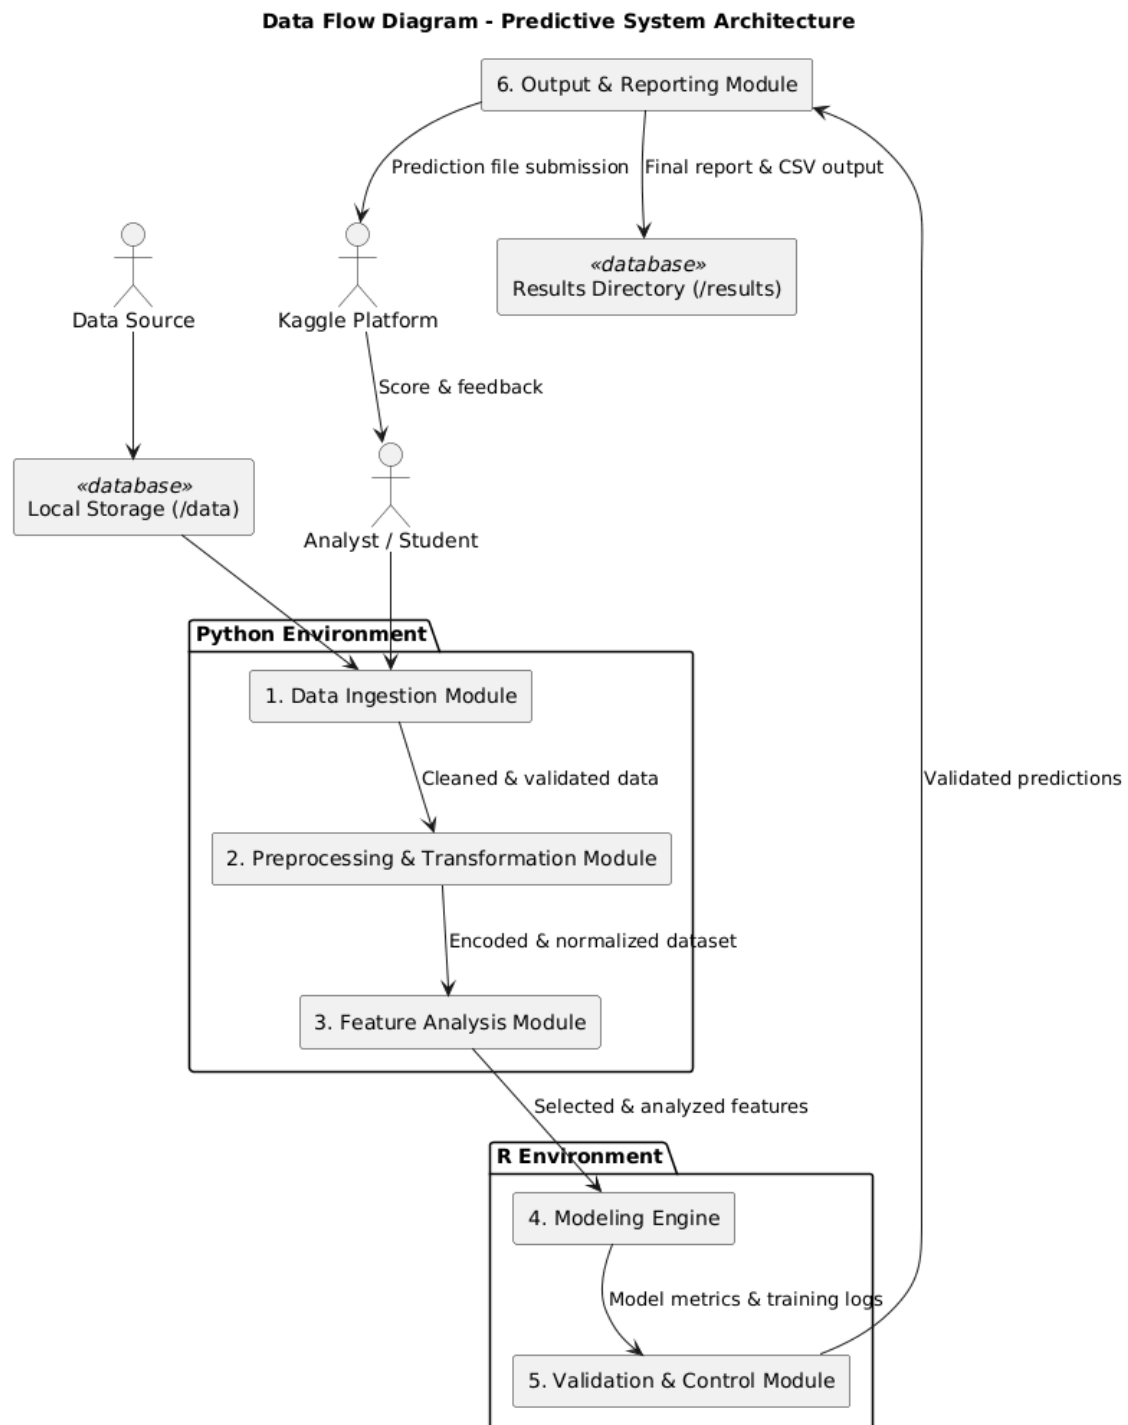 Data Flow Diagram - Predictive System Architecture
6. Output & Reporting Module
Prediction file submission
Final report & CSV output
«database»
Results Directory (/results)
Data Source
Kaggle Platform
Score & feedback
«database»
Local Storage (/data)
Analyst / Student
Python Environment
1. Data Ingestion Module
Cleaned & validated data
Validated predictions
2. Preprocessing & Transformation Module
Encoded & normalized dataset
3. Feature Analysis Module
Selected & analyzed features
R Environment
4. Modeling Engine
Model metrics & training logs
5. Validation & Control Module